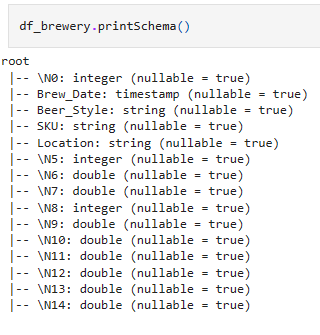 df_brewery.printSchema()
root
|-- \N0: integer (nullable = true)
|-- Brew_Date: timestamp (nullable = true)
|-- Beer_Style: string (nullable = true)
|-- SKU: string (nullable = true)
|-- Location: string (nullable = true)
|-- \N5: integer (nullable = true)
|-- \N6: double (nullable = true)
|-- \N7: double (nullable = true)
|-- \N8: integer (nullable = true)
|-- \N9: double (nullable = true)
|-- \N10: double (nullable = true)
|-- \N11: double (nullable = true)
|-- \N12: double (nullable = true)
|-- \N13: double (nullable = true)
|-- \N14: double (nullable = true)